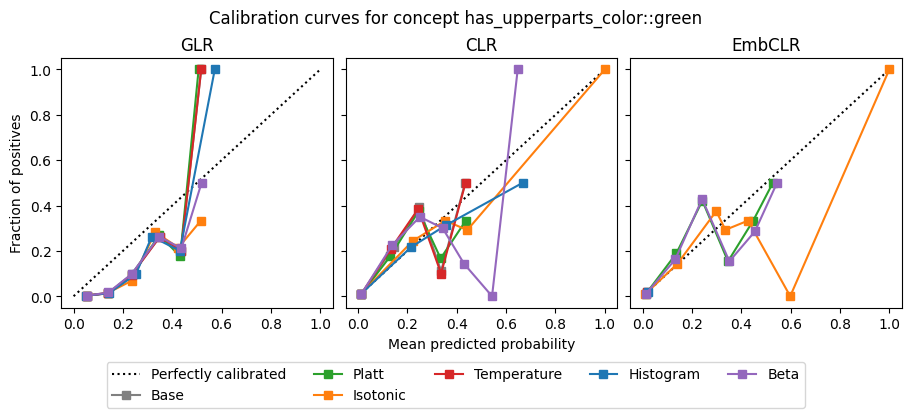 Calibration curves for concept has_upperparts_color::green
GLR
CLR
EmbCLR
Fraction of positives
1.0
0.8
0.6
0.4
0.2
0.0
0.0 0.2 0.4 0.6 0.8 1.0
0.0 0.2 0.4 0.6 0.8 1.0
0.0 0.2 0.4 0.6 0.8 1.0
Mean predicted probability
Perfectly calibrated
Base
Platt
Isotonic
Temperature
Histogram
Beta